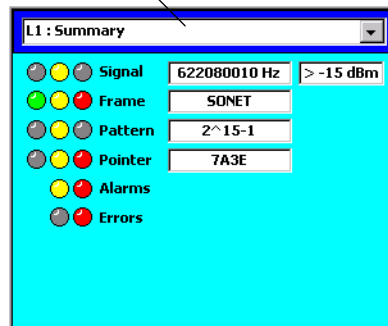 L1 : Summary
Signal 622080010 Hz > -15 dBm
Frame SONET
Pattern 2^15-1
Pointer 7A3E
Alarms
Errors